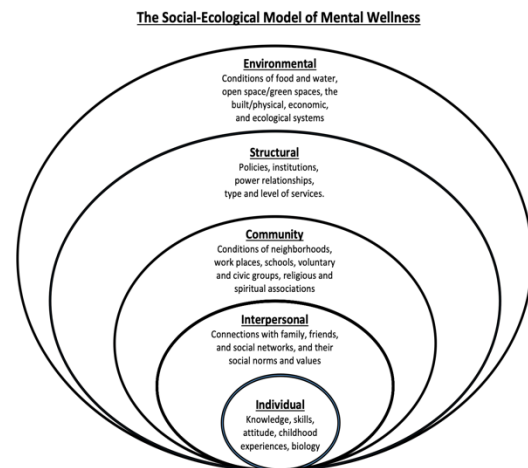 The Social-Ecological Model of Mental Wellness
Environmental
Conditions of food and water,
open space/green spaces, the
built/physical, economic,
and ecological systems
Structural
Policies, institutions,
power relationships,
type and level of services.
Community
Conditions of neighborhoods,
work places, schools, voluntary
and civic groups, religious and
spiritual associations
Interpersonal
Connections with family, friends,
and social networks, and their
social norms and values
Individual
Knowledge, skills,
attitude, childhood
experiences, biology